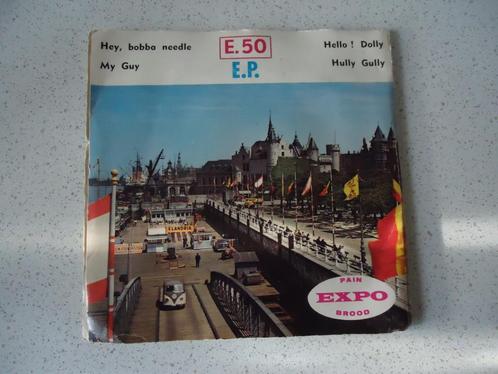 Hey, bobba needle
My Guy
E. 50
E.P.
Hello ! Dolly
Hully Gully
FLANDRIA
PAIN
EXPO
BROOD